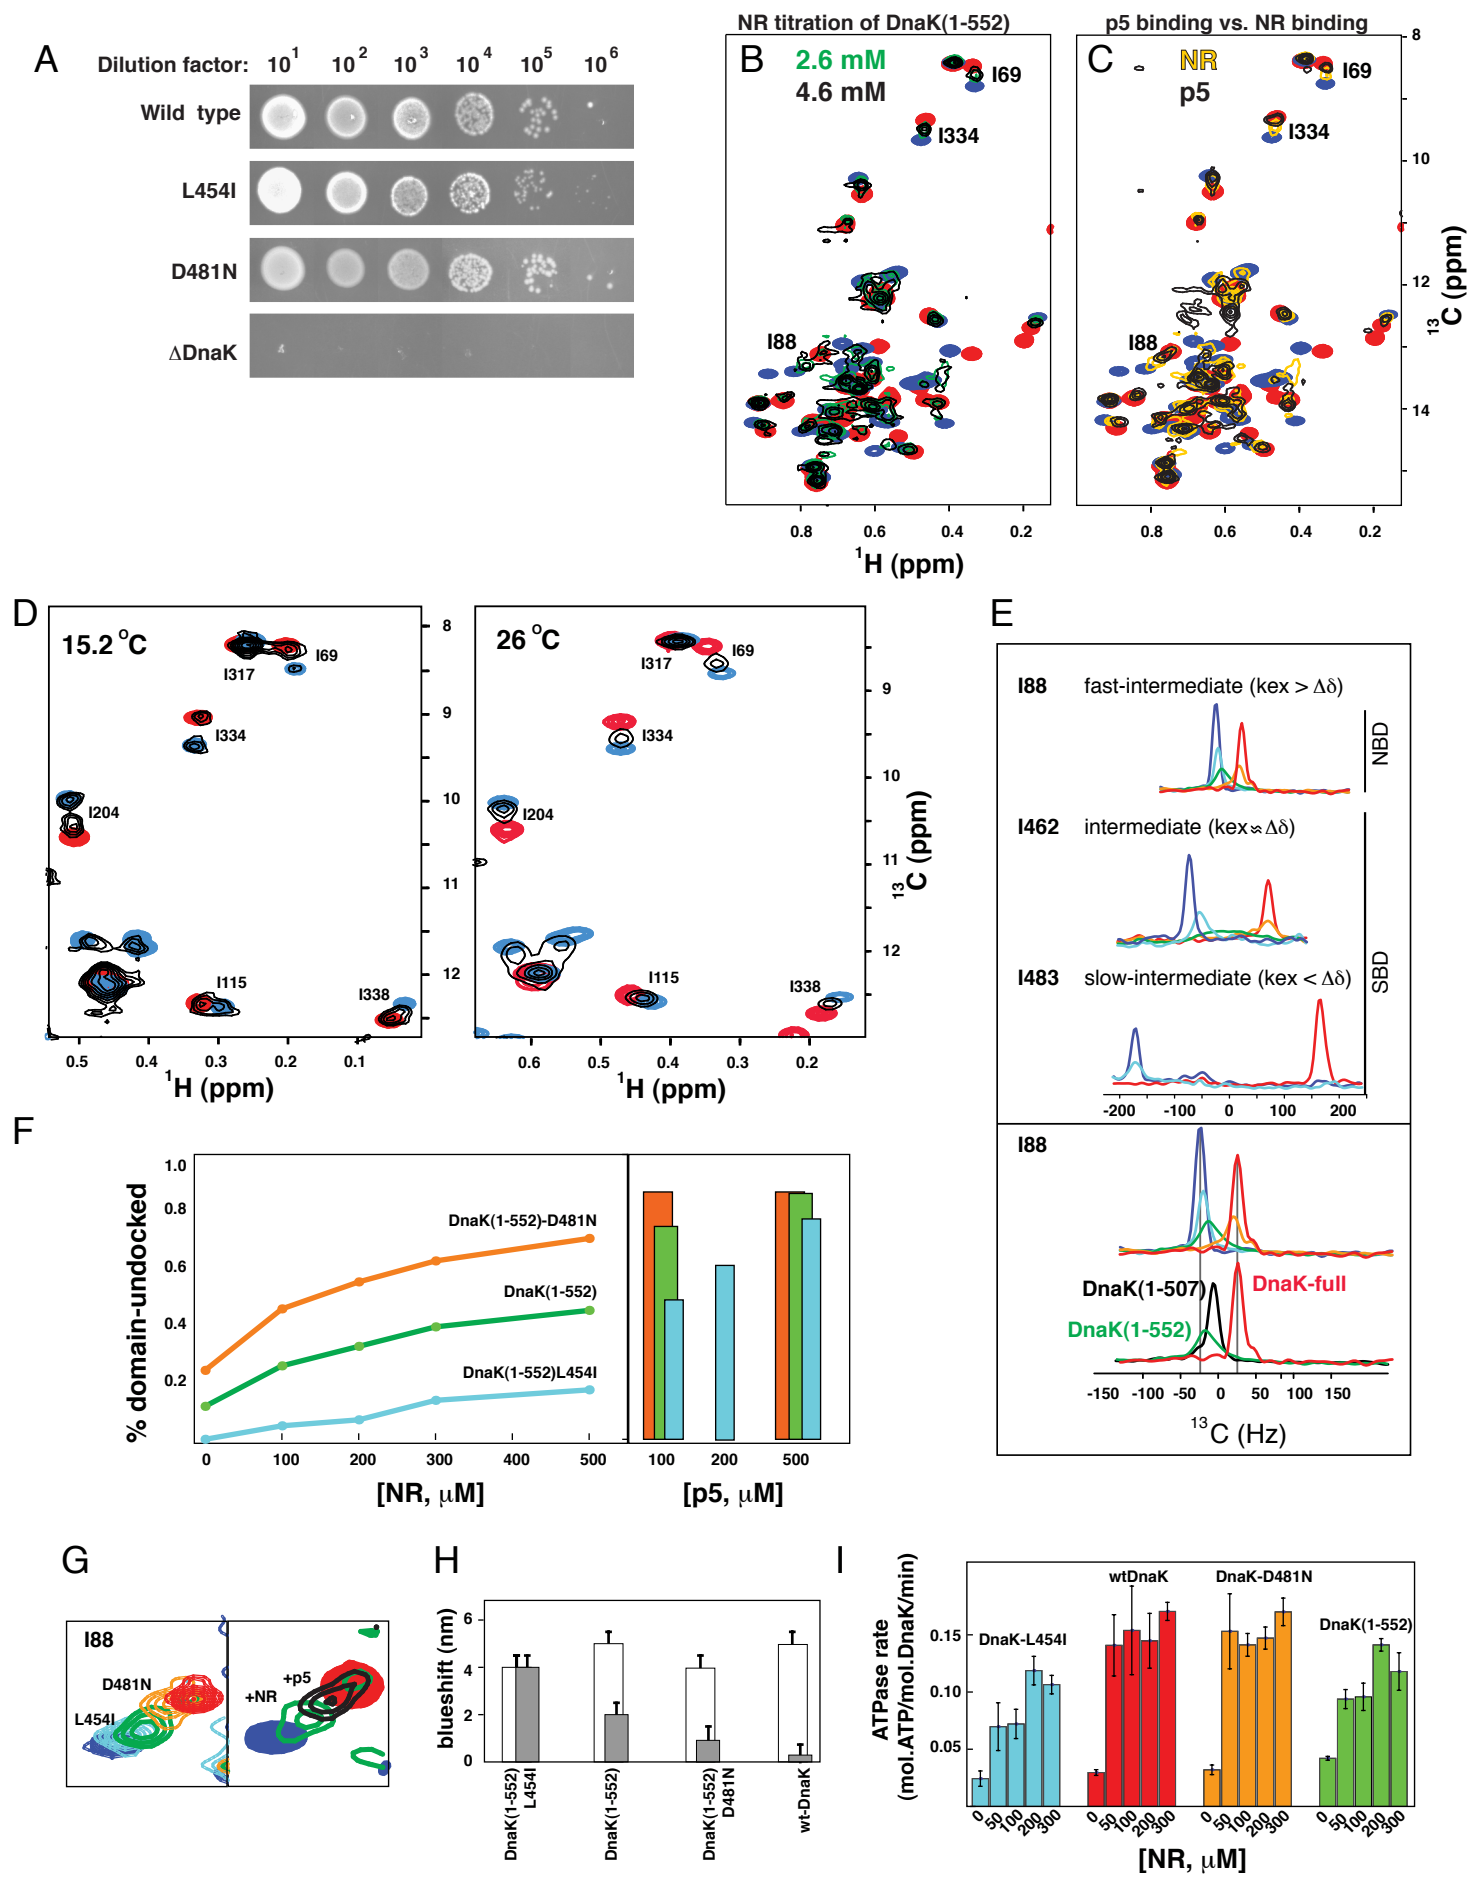 A
Dilution factor: 10^1 10^2 10^3 10^4 10^5 10^6
Wild type
L454I
D481N
ΔDnaK
NR titration of DnaK(1-552)
B
2.6 mM
4.6 mM
I69
I334
I88
0.8 0.6 0.4 0.2
^1H (ppm)
p5 binding vs. NR binding
C
NR
p5
I69
I334
I88
8
10
12
14
^13C (ppm)
0.8 0.6 0.4 0.2
D
15.2 °C
I317
I69
I334
I204
I115
I338
8
9
10
11
12
0.5 0.4 0.3 0.2 0.1
^1H (ppm)
26 °C
I317
I69
I334
I204
I115
I338
9
10
11
12
^13C (ppm)
0.6 0.5 0.4 0.3 0.2
^1H (ppm)
E
I88 fast-intermediate (kex > Δδ)
NBD
I462 intermediate (kex ≈ Δδ)
I483 slow-intermediate (kex < Δδ)
SBD
-200 -100 0 100 200
I88
DnaK(1-507)
DnaK-full
DnaK(1-552)
-150 -100 -50 0 50 100 150
^13C (Hz)
F
% domain-undocked
1.0
0.8
0.6
0.4
0.2
DnaK(1-552)-D481N
DnaK(1-552)
DnaK(1-552)L454I
0 100 200 300 400 500
[NR, μM]
100 200 500
[p5, μM]
G
I88
D481N
L454I
+p5
+NR
H
blueshift (nm)
6
4
2
0
DnaK(1-552)
L454I
DnaK(1-552)
DnaK(1-552)
D481N
wt-DnaK
I
ATPase rate
(mol.ATP/mol.DnaK/min)
0.15
0.10
0.05
DnaK-L454I
wtDnaK
DnaK-D481N
DnaK(1-552)
0 50 100 200 300
0 50 100 200 300
0 50 100 200 300
0 50 100 200 300
[NR, μM]